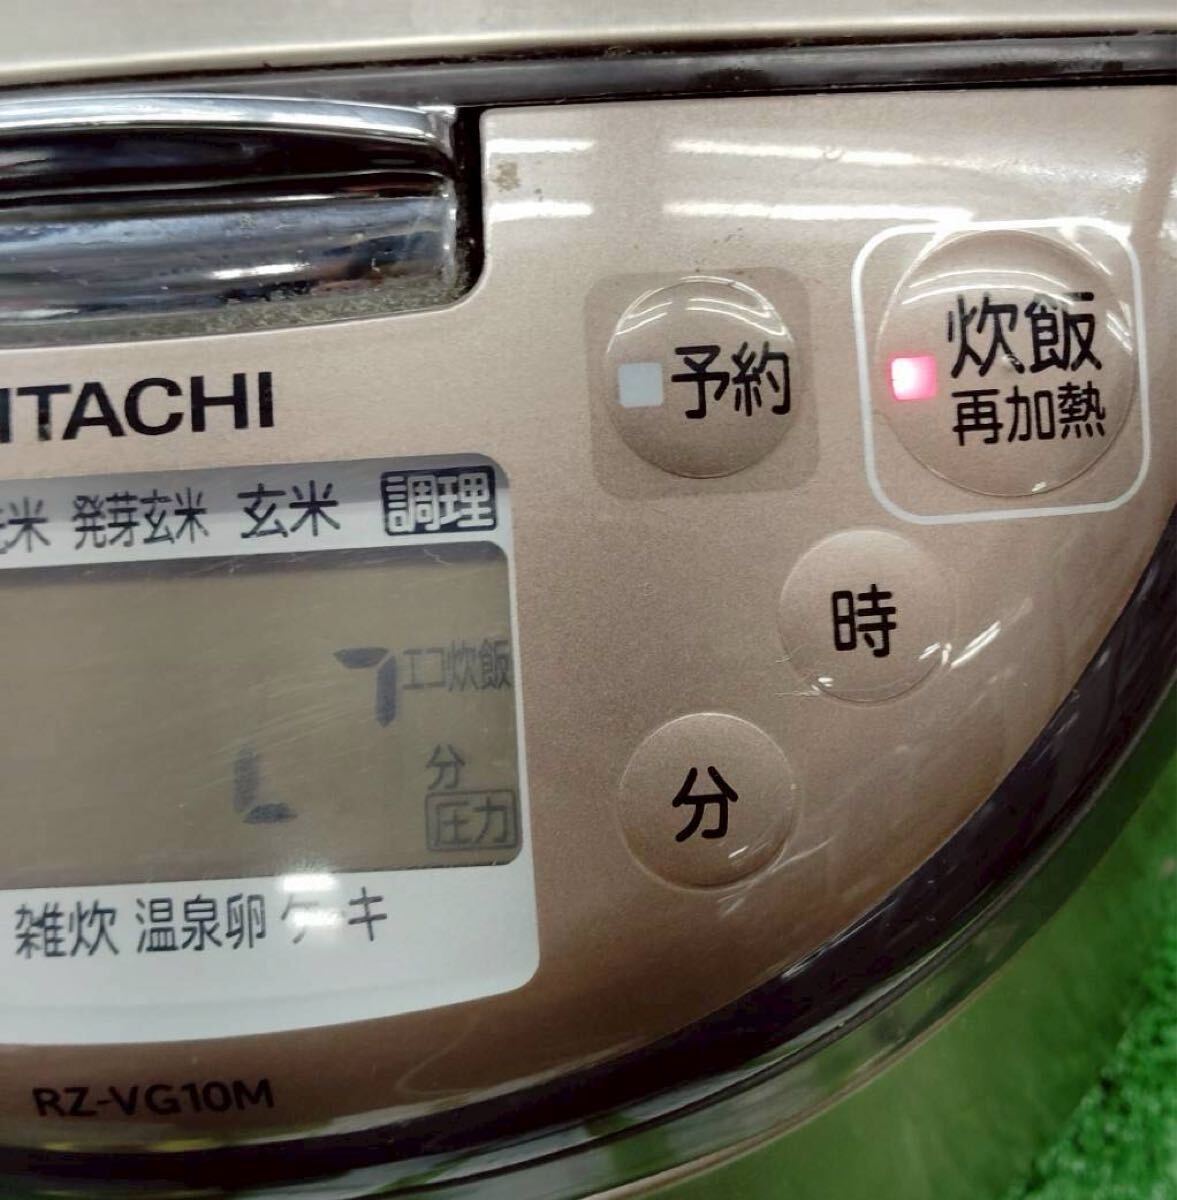 予約
炊飯
再加熱
HITACHI
米 発芽玄米 玄米 調理
時
エコ炊飯
分
圧力
分
雑炊 温泉卵 ケーキ
RZ-VG10M